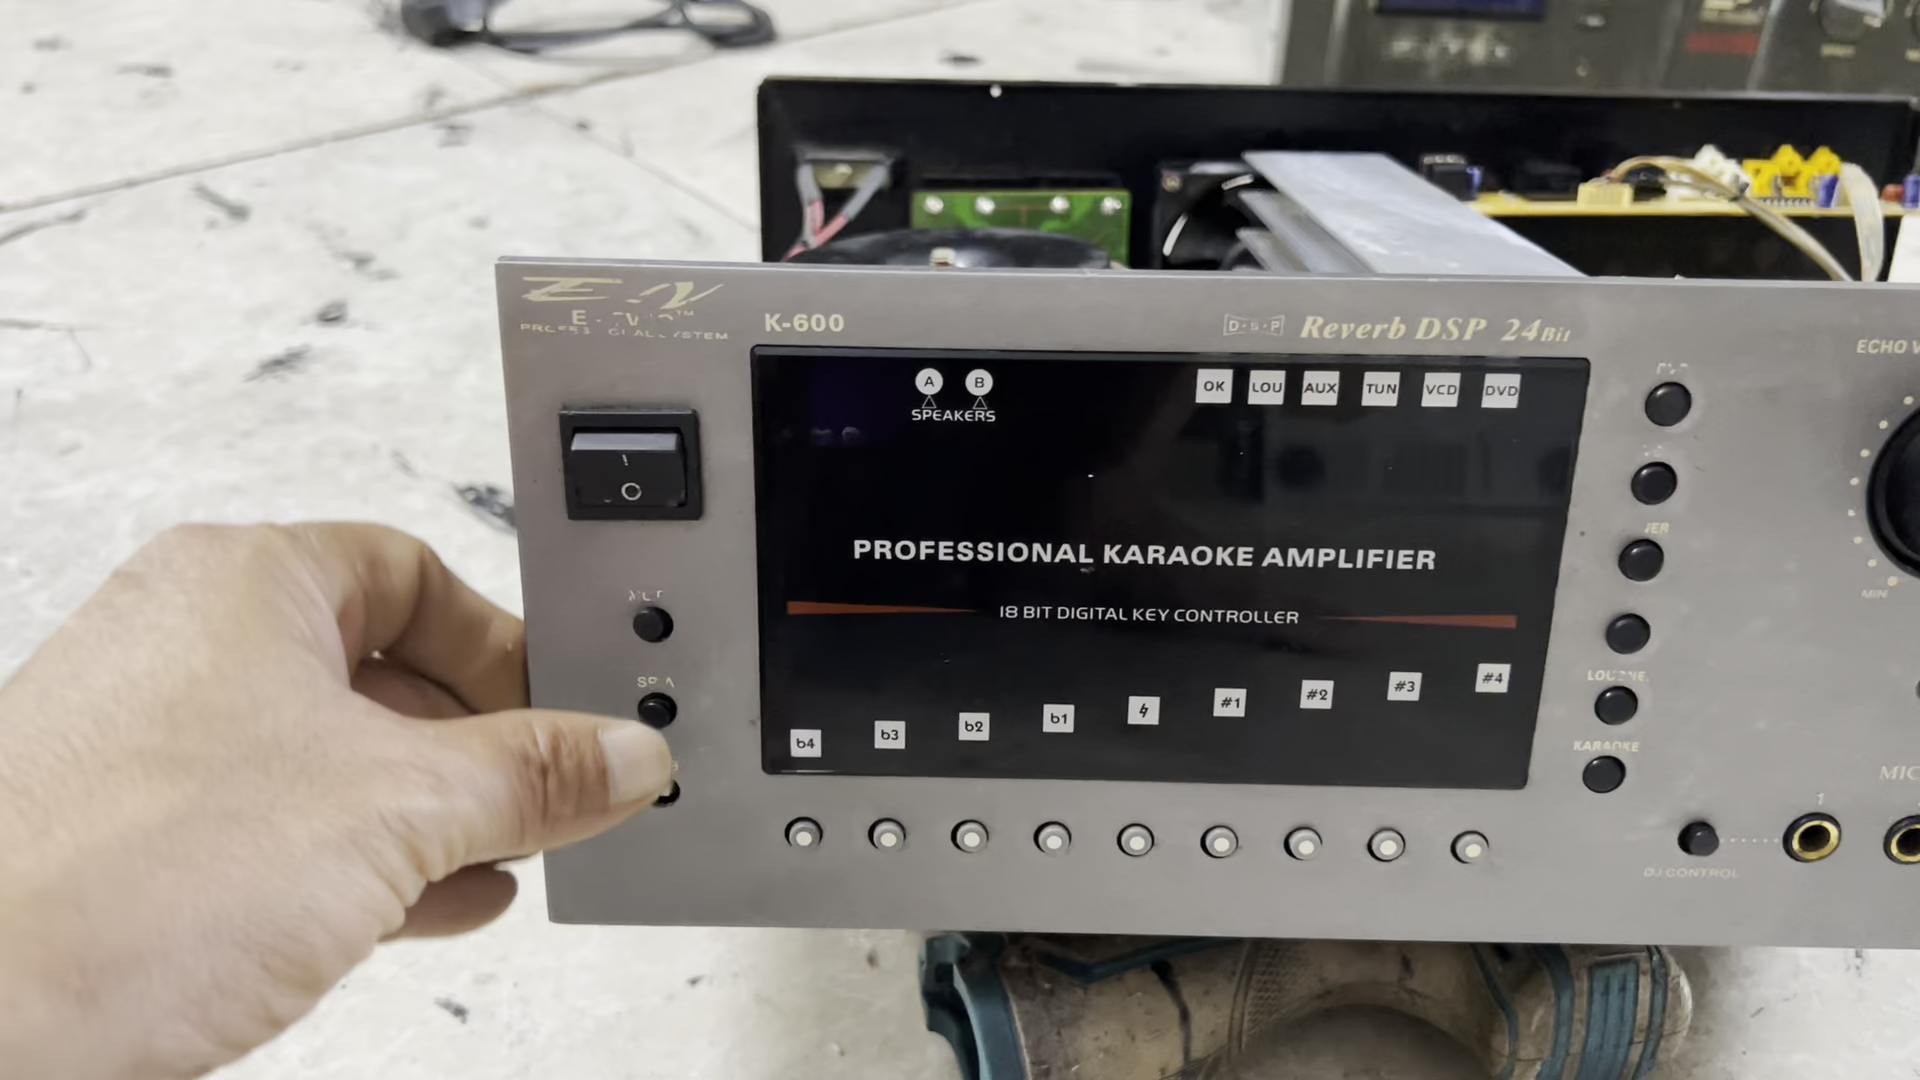 K-600
D·S·P Reverb DSP 24Bit
ECHO
A B
SPEAKERS
OK LOU AUX TUN VCD DVD
PROFESSIONAL KARAOKE AMPLIFIER
18 BIT DIGITAL KEY CONTROLLER
MIN
b4 b3 b2 b1 #1 #2 #3 #4
KARAOKE
MIC
1
DJ CONTROL